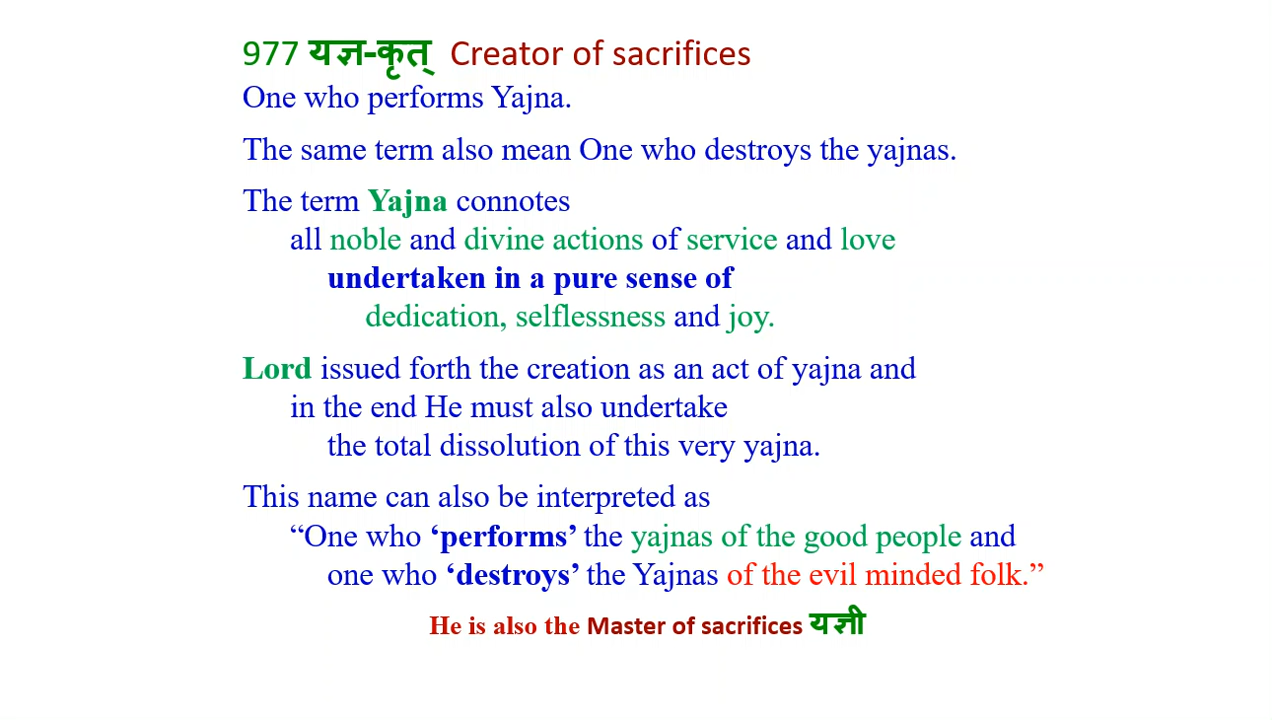 977 यज्ञ-कृत् Creator of sacrifices
One who performs Yajna.
The same term also mean One who destroys the yajnas.
The term Yajna connotes
all noble and divine actions of service and love
undertaken in a pure sense of
dedication, selflessness and joy.
Lord issued forth the creation as an act of yajna and
in the end He must also undertake
the total dissolution of this very yajna.
This name can also be interpreted as
“One who ‘performs’ the yajnas of the good people and
one who ‘destroys’ the Yajnas of the evil minded folk.”
He is also the Master of sacrifices यज्ञी